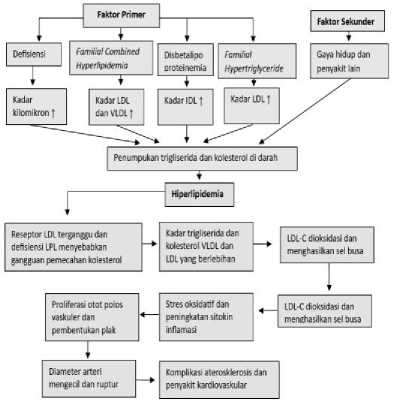 Faktor Primer
Faktor Sekunder
Defisiensi
Familial Combined
Hyperlipidemia
Disbetalipo
proteinemia
Familial
Hypertriglyceride
Gaya hidup dan
penyakit lain
Kadar
kilomikron ↑
Kadar LDL
dan VLDL ↑
Kadar IDL ↑
Kadar LDL ↑
Penumpukan trigliserida dan kolesterol di darah
Hiperlipidemia
Reseptor LDL terganggu dan
defisiensi LPL menyebabkan
gangguan pemecahan kolesterol
Kadar trigliserida dan
kolesterol VLDL dan
LDL yang berlebihan
LDL-C dioksidasi dan
menghasilkan sel busa
Proliferasi otot polos
vaskuler dan
pembentukan plak
Stres oksidatif dan
peningkatan sitokin
inflamasi
LDL-C dioksidasi dan
menghasilkan sel busa
Diameter arteri
mengecil dan ruptur
Komplikasi aterosklerosis dan
penyakit kardiovaskular